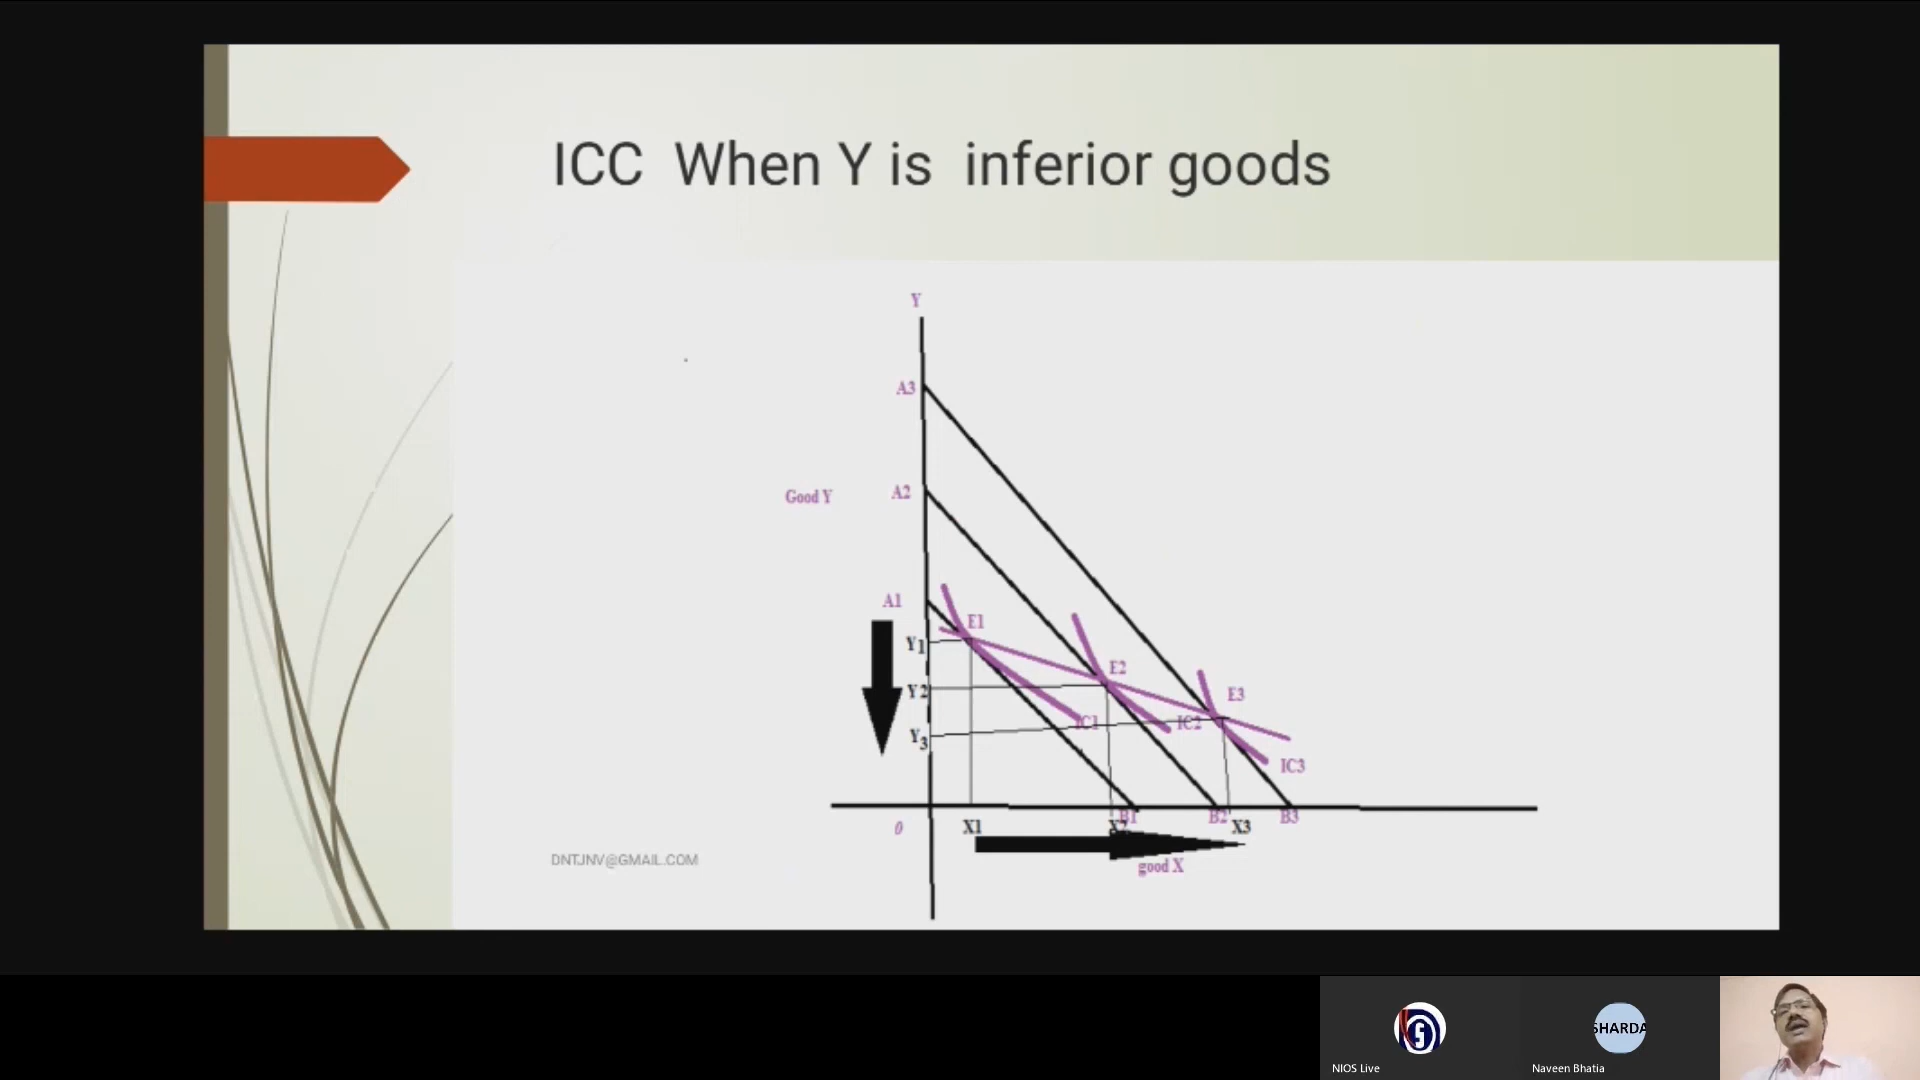 ICC When Y is inferior goods
Y
A3
Good Y
A2
A1
E1
Y1
E2
Y2
E3
IC1
IC2
Y3
IC3
B1
B2
B3
0
X1
X2
X3
good X
DNTJNV@GMAIL.COM
SHARDA
NIOS Live
Naveen Bhatia